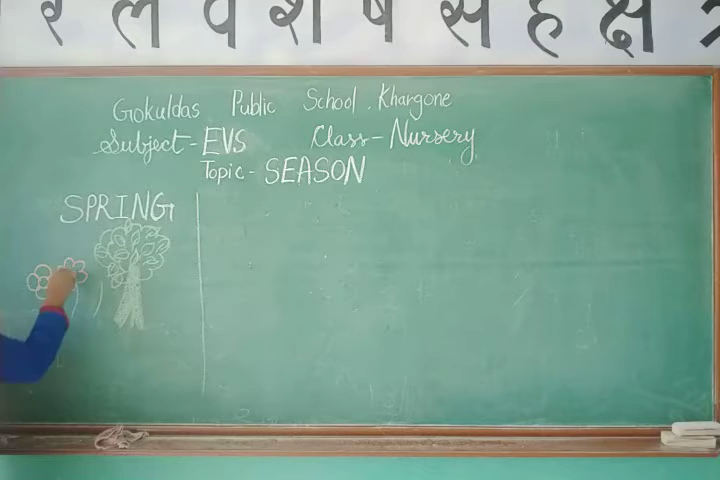 र ल व श ष स ह क्ष
Gokuldas Public School. Khargone
Subject- EVS Class- Nursery
Topic- SEASON
SPRING